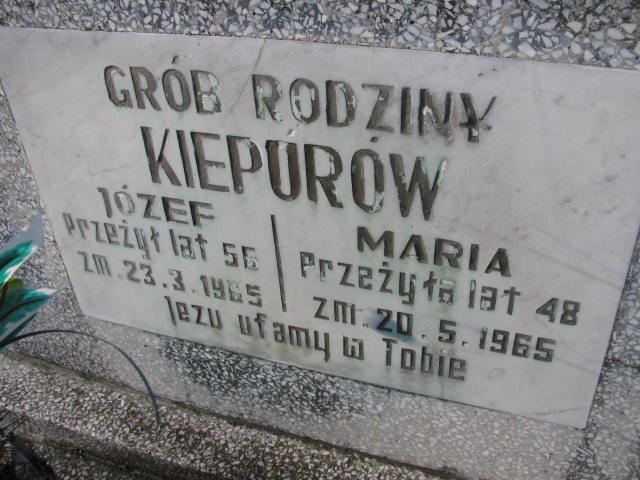 GRÓB RODZINY
KIEPURÓW
JÓZEF
Przeżył lat 56
zm. 23.3.1965
MARIA
Przeżyła lat 48
zm. 20.5.1965
Jezu ufamy w Tobie